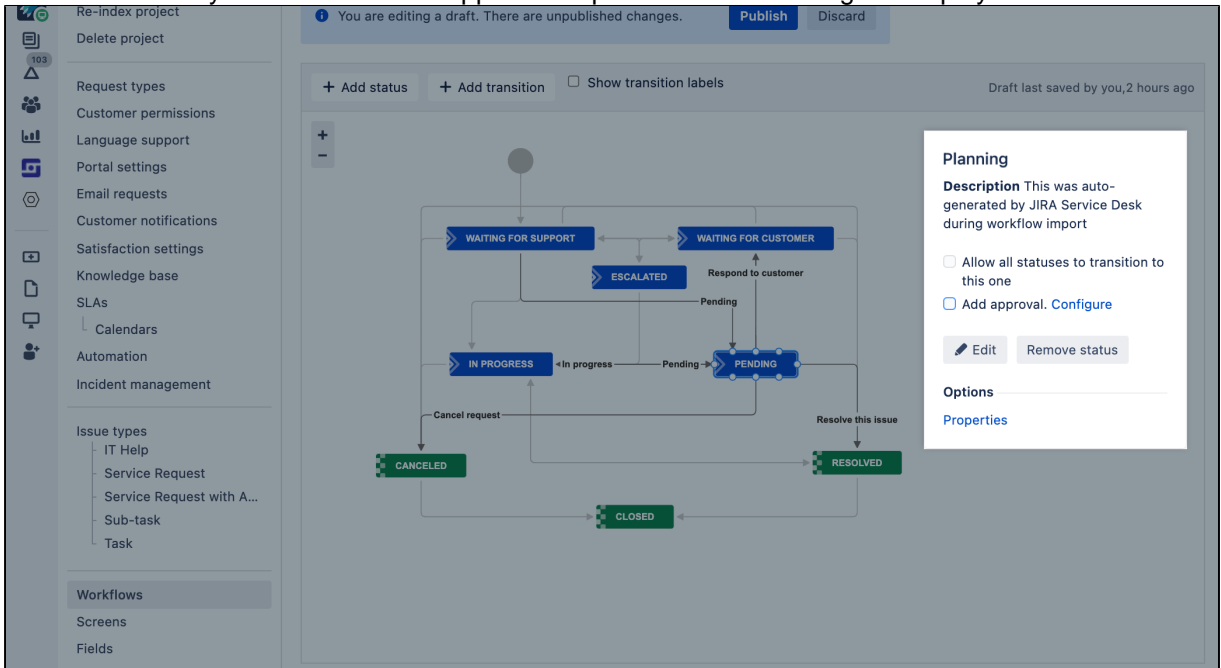 Re-index project
Delete project
103
Request types
Customer permissions
Language support
Portal settings
Email requests
Customer notifications
Satisfaction settings
Knowledge base
SLAs
Calendars
Automation
Incident management
Issue types
IT Help
Service Request
Service Request with A...
Sub-task
Task
Workflows
Screens
Fields
You are editing a draft. There are unpublished changes.
Publish
Discard
+ Add status
+ Add transition
Show transition labels
Draft last saved by you,2 hours ago
+
−
WAITING FOR SUPPORT
WAITING FOR CUSTOMER
ESCALATED
Respond to customer
Pending
IN PROGRESS
In progress
Pending
PENDING
Cancel request
Resolve this issue
CANCELED
RESOLVED
CLOSED
Planning
Description This was auto-
generated by JIRA Service Desk
during workflow import
Allow all statuses to transition to
this one
Add approval. Configure
Edit
Remove status
Options
Properties